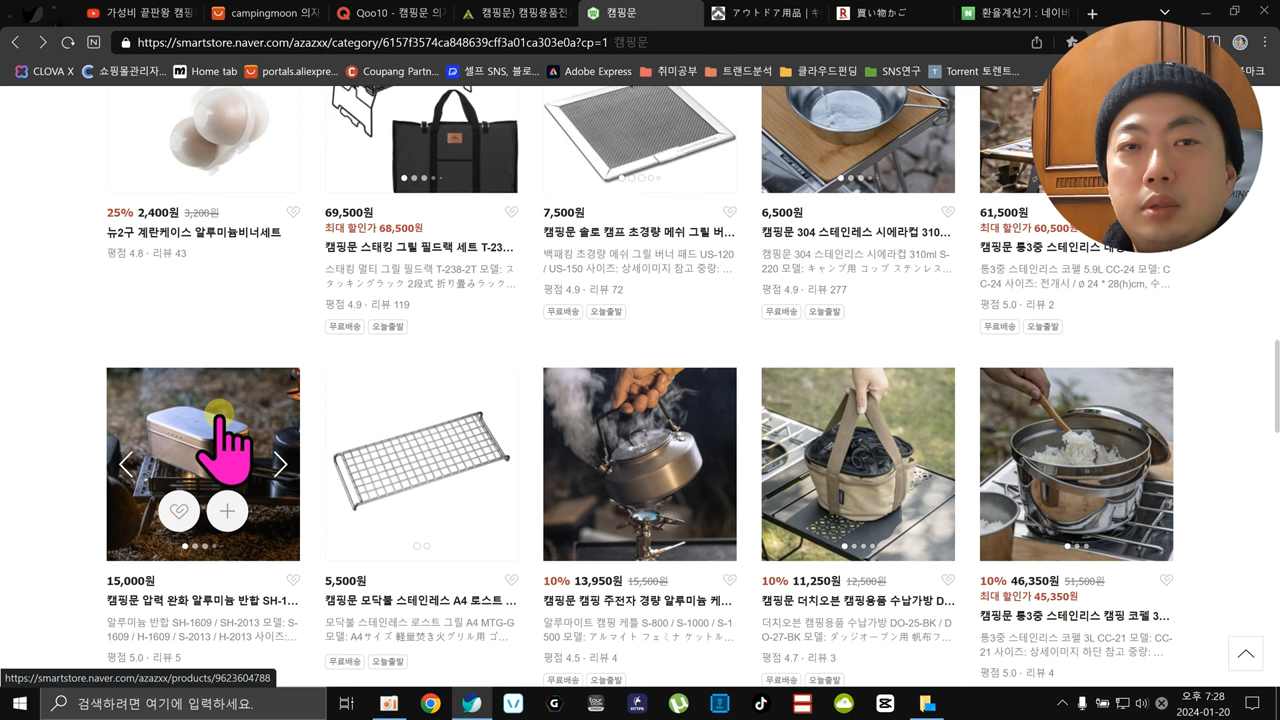 가성비 끝판왕 캠핑
campingmoon 의자
Qoo10 - 캠핑문 의기
캠핑문) 캠핑용품전선
캠핑문
アウトドア用品 | キ
買い物かご
환율계산기 : 네이버
https://smartstore.naver.com/azazxx/category/6157f3574ca848639cff3a01ca303e0a?cp=1 캠핑문
CLOVA X
쇼핑몰관리자...
Home tab
portals.aliexpre...
Coupang Partn...
셀프 SNS, 블로...
Adobe Express
취미공부
트랜드분석
클라우드펀딩
SNS연구
Torrent 토렌트...
25% 2,400원 3,200원
뉴2구 계란케이스 알루미늄비너세트
평점 4.8 · 리뷰 43
69,500원
최대 할인가 68,500원
캠핑문 스태킹 그릴 필드랙 세트 T-23...
스태킹 멀티 그릴 필드랙 T-238-2T 모델: ス
タッキングラック 2段式 折り畳みラック...
평점 4.9 · 리뷰 119
무료배송 오늘출발
7,500원
캠핑문 솔로 캠프 초경량 메쉬 그릴 버...
백패킹 초경량 메쉬 그릴 버너 패드 US-120
/ US-150 사이즈: 상세이미지 참고 중량: ...
평점 4.9 · 리뷰 72
무료배송 오늘출발
6,500원
캠핑문 304 스테인레스 시에라컵 310...
캠핑문 304 스테인레스 시에라컵 310ml S-
220 모델: キャンプ用 コップ ステンレス...
평점 4.9 · 리뷰 277
무료배송 오늘출발
61,500원
최대 할인가 60,500원
캠핑문 통3중 스테인리스 대형
통3중 스테인리스 코펠 5.9L CC-24 모델: C
C-24 사이즈: 전개시 / ø 24 * 28(h)cm, 수...
평점 5.0 · 리뷰 2
무료배송 오늘출발
15,000원
캠핑문 압력 완화 알루미늄 반합 SH-1...
알루미늄 반합 SH-1609 / SH-2013 모델: S-
1609 / H-1609 / S-2013 / H-2013 사이즈:...
평점 5.0 · 리뷰 5
5,500원
캠핑문 모닥불 스테인레스 A4 로스트 ...
모닥불 스테인레스 로스트 그릴 A4 MTG-G
모델: A4サイズ 軽量焚き火グリル用 ゴ...
무료배송 오늘출발
10% 13,950원 15,500원
캠핑문 캠핑 주전자 경량 알루미늄 케...
알루마이트 캠핑 케틀 S-800 / S-1000 / S-1
500 모델: アルマイト フェミナ ケットル...
평점 4.5 · 리뷰 4
무료배송 오늘출발
10% 11,250원 12,500원
캠핑문 더치오븐 캠핑용품 수납가방 D...
더치오븐 캠핑용품 수납가방 DO-25-BK / D
O-27-BK 모델: ダッジオーブン用 帆布フ...
평점 4.7 · 리뷰 3
무료배송 오늘출발
10% 46,350원 51,500원
최대 할인가 45,350원
캠핑문 통3중 스테인리스 캠핑 코펠 3...
통3중 스테인리스 코펠 3L CC-21 모델: CC-
21 사이즈: 상세이미지 하단 참고 중량: ...
평점 5.0 · 리뷰 4
https://smartstore.naver.com/azazxx/products/9623604788
검색하려면 여기에 입력하세요.
오후 7:28
2024-01-20